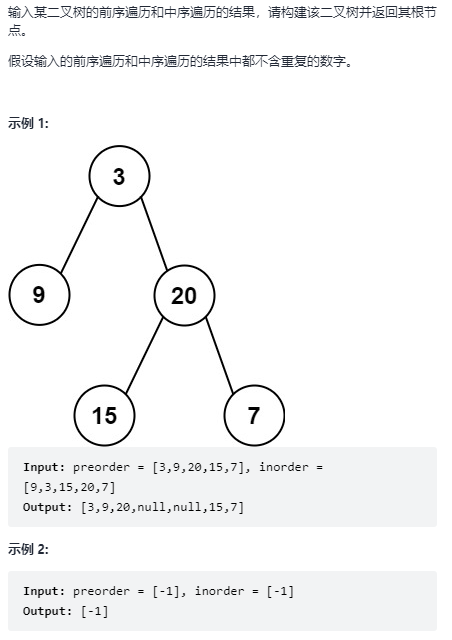 输入某二叉树的前序遍历和中序遍历的结果，请构建该二叉树并返回其根节
点。
假设输入的前序遍历和中序遍历的结果中都不含重复的数字。
示例 1:
3
9
20
15
7
Input: preorder = [3,9,20,15,7], inorder =
[9,3,15,20,7]
Output: [3,9,20,null,null,15,7]
示例 2:
Input: preorder = [-1], inorder = [-1]
Output: [-1]